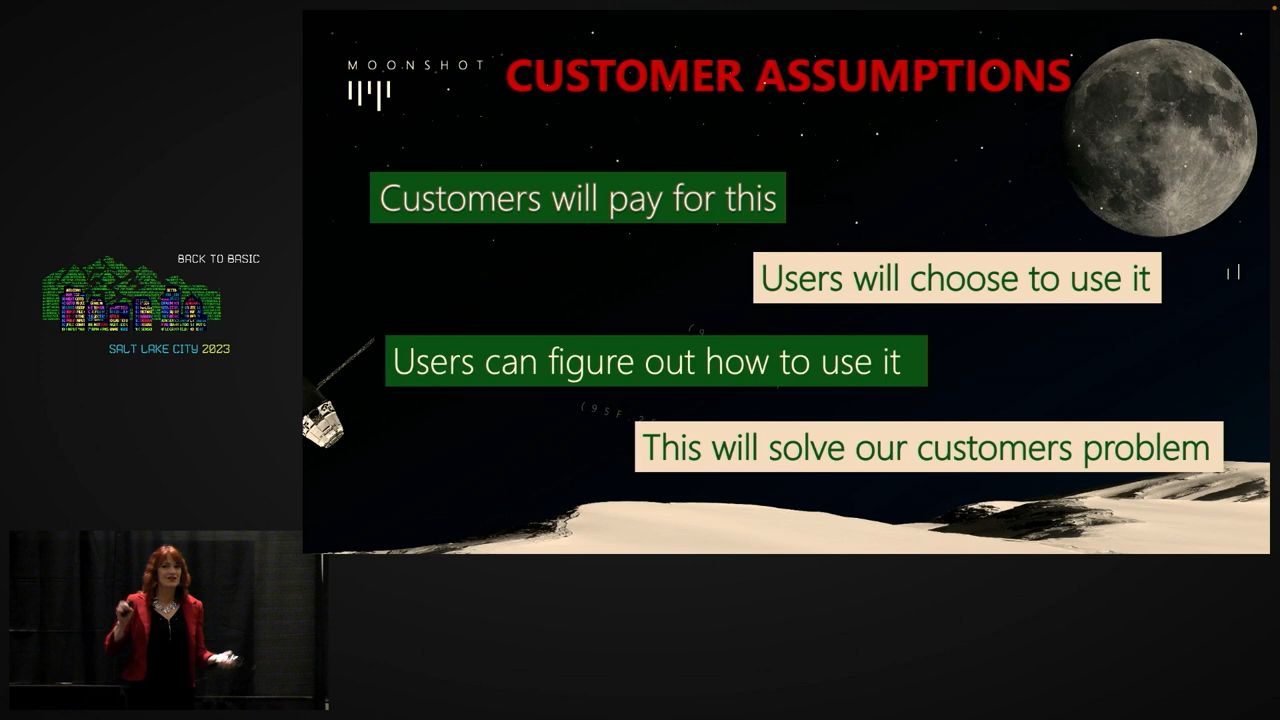 MOONSHOT
CUSTOMER ASSUMPTIONS
Customers will pay for this
BACK TO BASIC
Users will choose to use it
SALT LAKE CITY 2023
Users can figure out how to use it
This will solve our customers problem